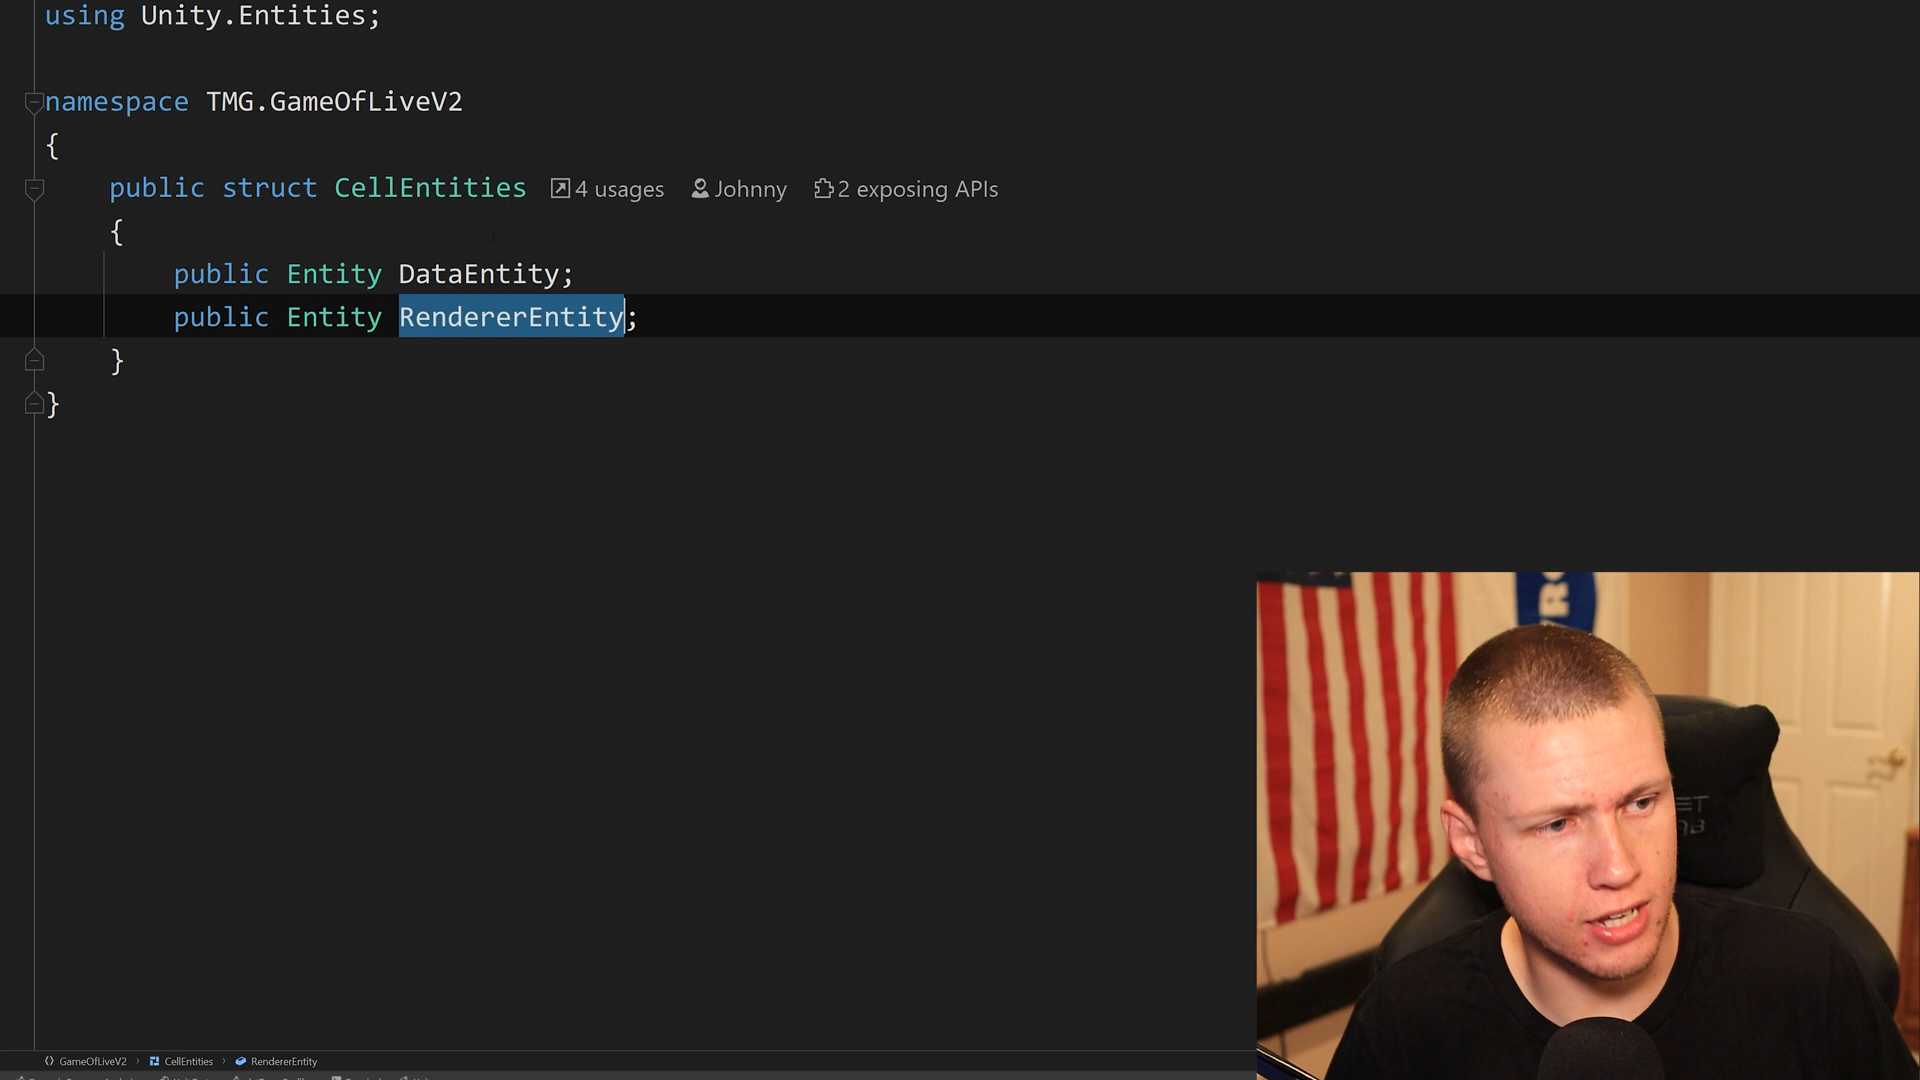 using Unity.Entities;
namespace TMG.GameOfLiveV2
{
public struct CellEntities 4 usages Johnny 2 exposing APIs
{
public Entity DataEntity;
public Entity RendererEntity;
}
}
GameOfLiveV2 › CellEntities › RendererEntity